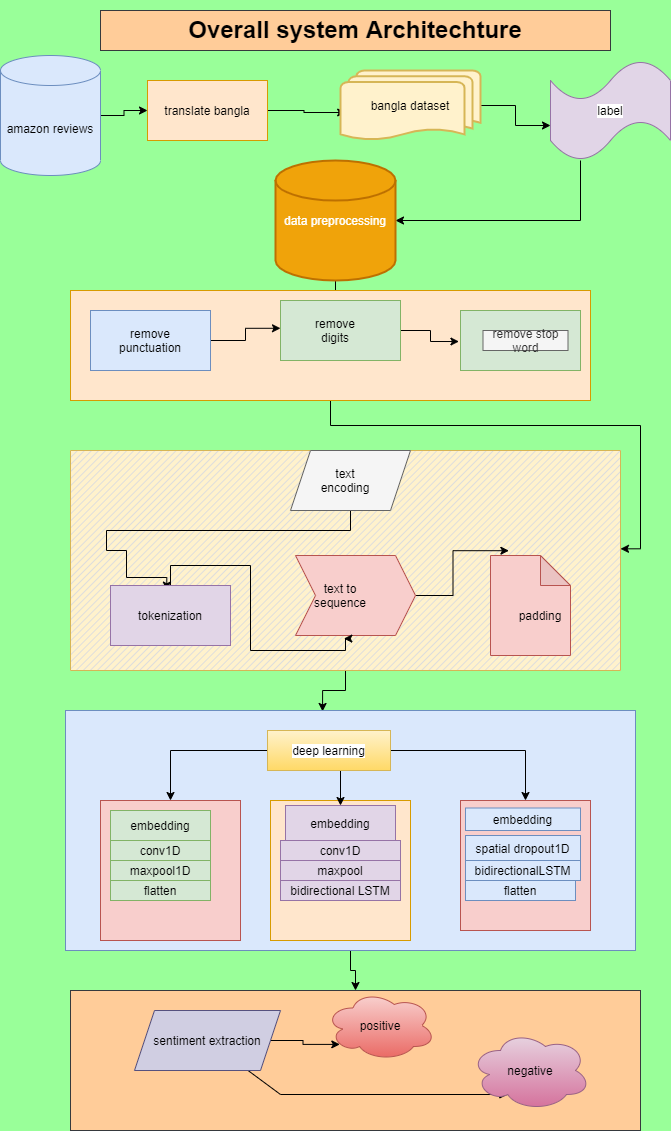 Overall system Architechture
amazon reviews
translate bangla
bangla dataset
label
data preprocessing
remove
punctuation
remove
digits
remove stop
word
text
encoding
tokenization
text to
sequence
padding
deep learning
embedding
conv1D
maxpool1D
flatten
embedding
conv1D
maxpool
bidirectional LSTM
embedding
spatial dropout1D
bidirectionalLSTM
flatten
sentiment extraction
positive
negative